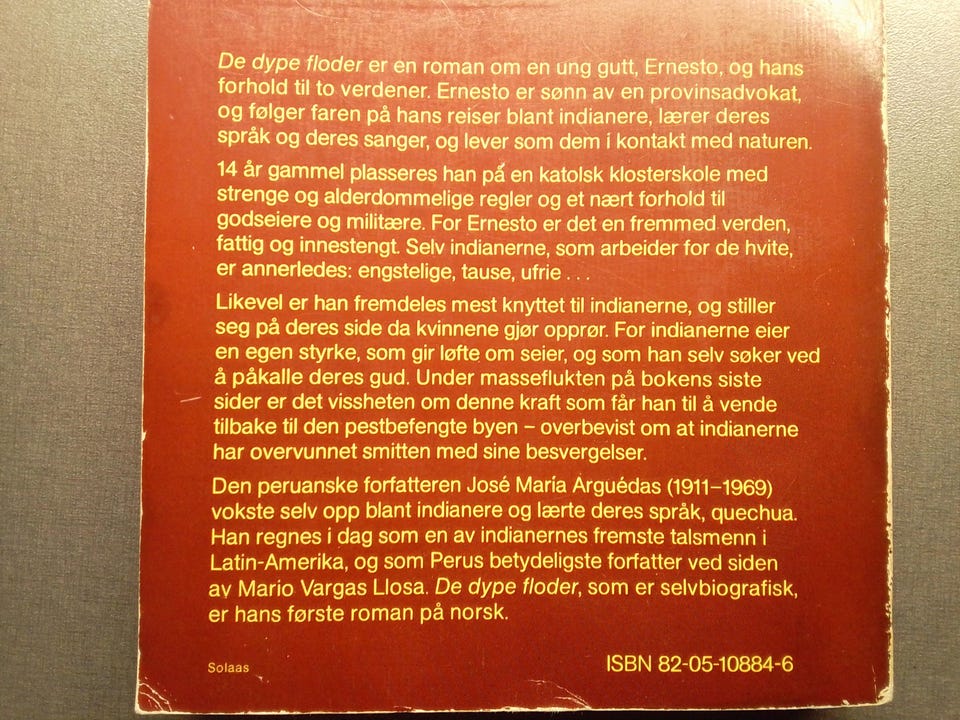 De dype floder er en roman om en ung gutt, Ernesto, og hans
forhold til to verdener. Ernesto er sønn av en provinsadvokat,
og følger faren på hans reiser blant indianere, lærer deres
språk og deres sanger, og lever som dem i kontakt med naturen.
14 år gammel plasseres han på en katolsk klosterskole med
strenge og alderdommelige regler og et nært forhold til
godseiere og militære. For Ernesto er det en fremmed verden,
fattig og innestengt. Selv indianerne, som arbeider for de hvite,
er annerledes: engstelige, tause, ufrie . . .
Likevel er han fremdeles mest knyttet til indianerne, og stiller
seg på deres side da kvinnene gjør opprør. For indianerne eier
en egen styrke, som gir løfte om seier, og som han selv søker ved
å påkalle deres gud. Under masseflukten på bokens siste
sider er det vissheten om denne kraft som får han til å vende
tilbake til den pestbefengte byen – overbevist om at indianerne
har overvunnet smitten med sine besvergelser.
Den peruanske forfatteren José María Arguédas (1911–1969)
vokste selv opp blant indianere og lærte deres språk, quechua.
Han regnes i dag som en av indianernes fremste talsmenn i
Latin-Amerika, og som Perus betydeligste forfatter ved siden
av Mario Vargas Llosa. De dype floder, som er selvbiografisk,
er hans første roman på norsk.
Solaas
ISBN 82-05-10884-6